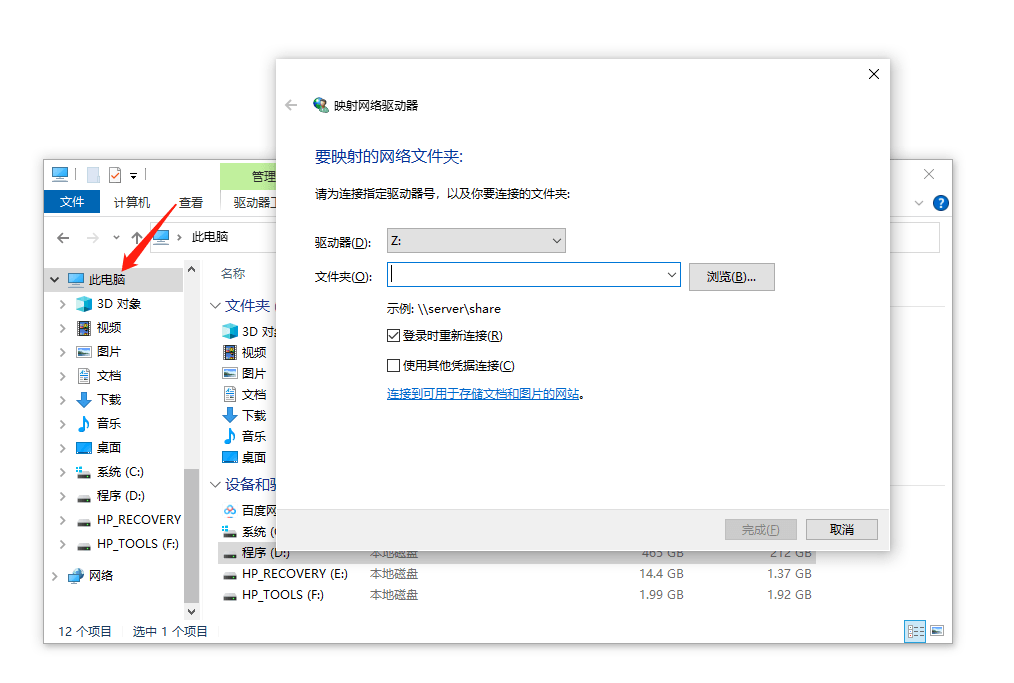 映射网络驱动器
要映射的网络文件夹:
请为连接指定驱动器号，以及你要连接的文件夹:
驱动器(D): Z:
文件夹(O): 浏览(B)...
示例: \\server\share
登录时重新连接(R)
使用其他凭据连接(C)
连接到可用于存储文档和图片的网站。
完成(F) 取消
管理
文件 计算机 查看 驱动器工
此电脑
此电脑
3D 对象
视频
图片
文档
下载
音乐
桌面
系统 (C:)
程序 (D:)
HP_RECOVERY
HP_TOOLS (F:)
网络
名称
文件夹
3D 对象
视频
图片
文档
下载
音乐
桌面
设备和
百度网
系统 (
程序 (D:) 本地磁盘 465 GB 212 GB
HP_RECOVERY (E:) 本地磁盘 14.4 GB 1.37 GB
HP_TOOLS (F:) 本地磁盘 1.99 GB 1.92 GB
12 个项目 选中 1 个项目